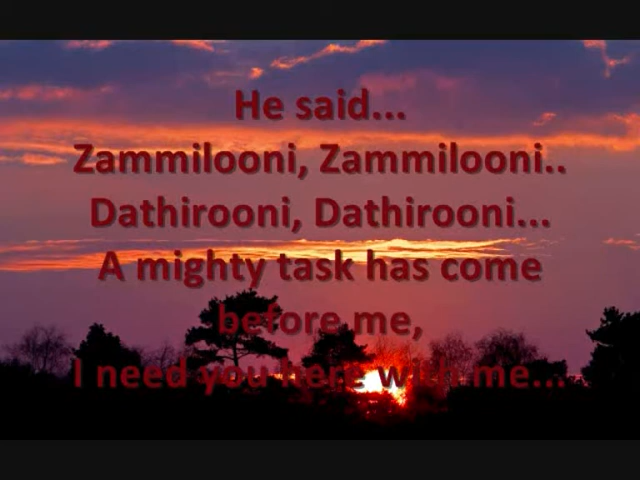 He said...
Zammilooni, Zammilooni..
Dathirooni, Dathirooni...
A mighty task has come
before me,
I need you here with me...